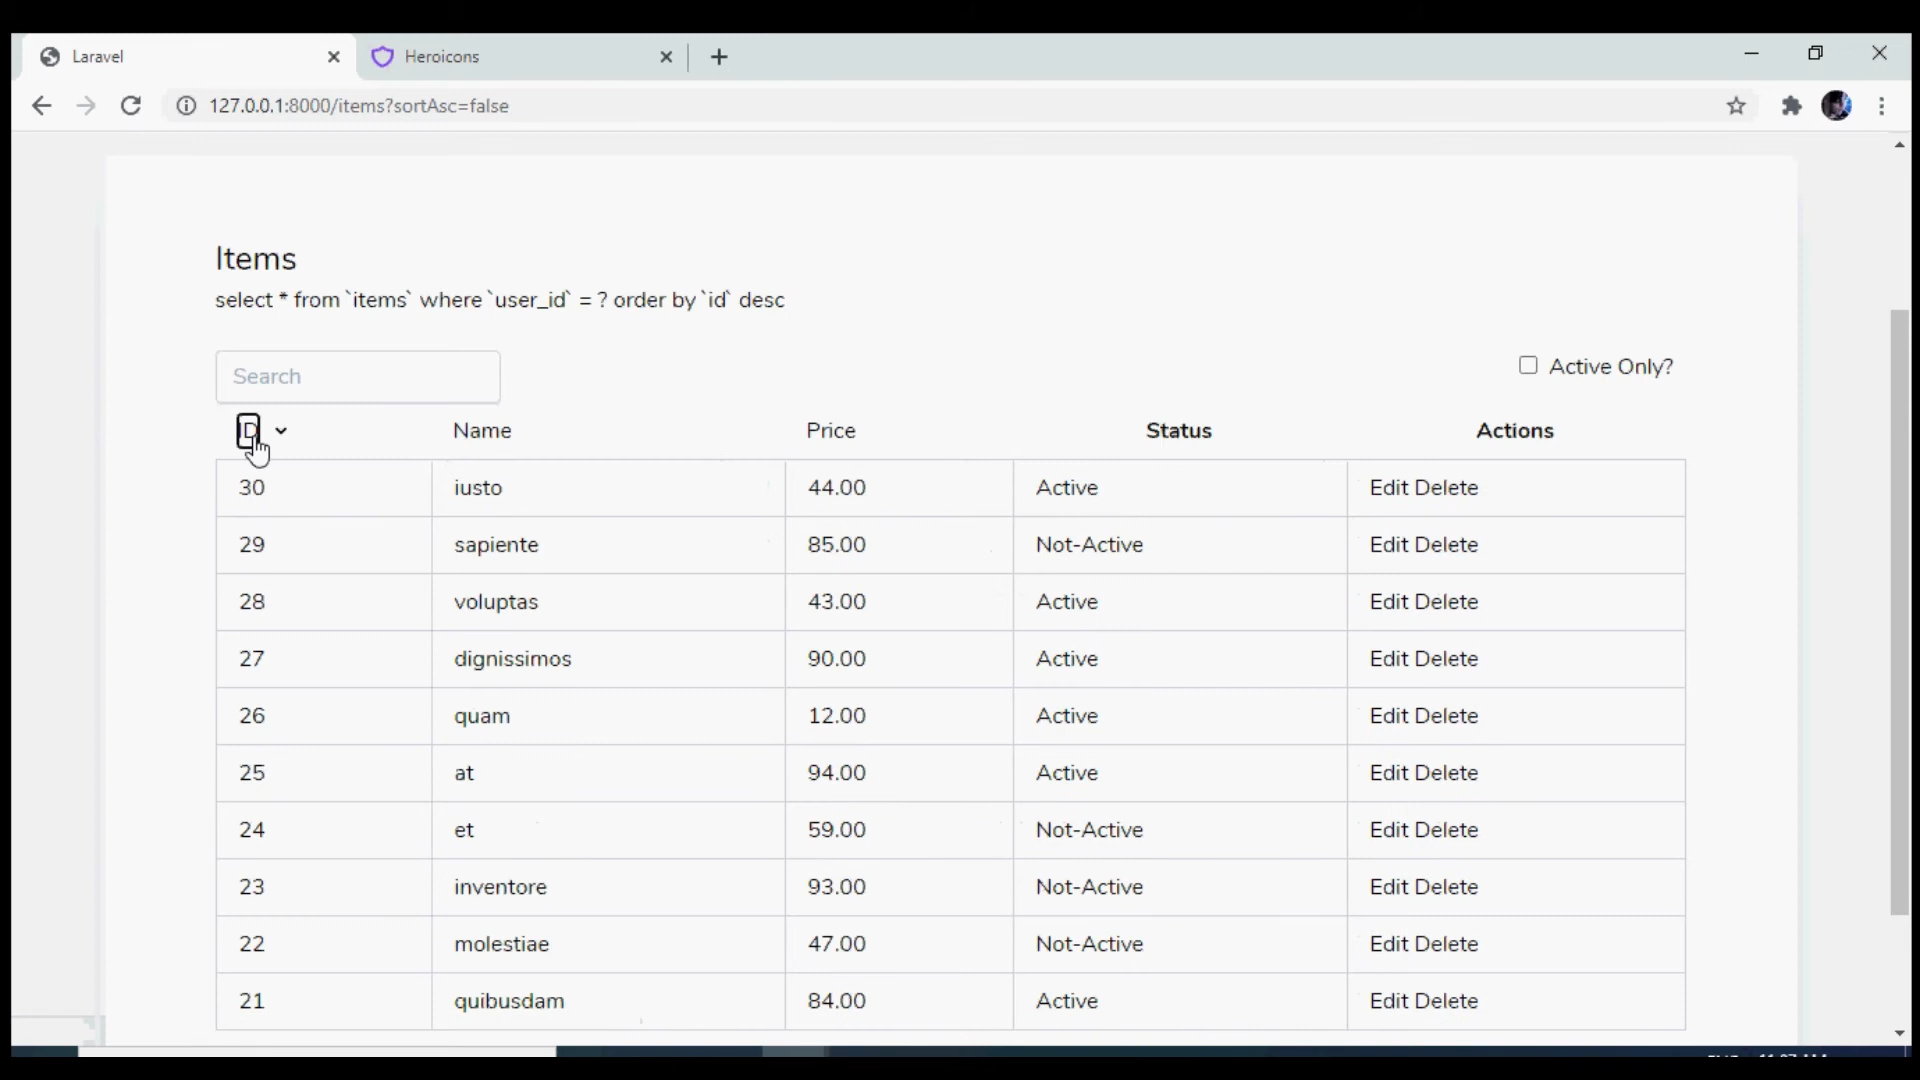 Laravel
Heroicons
127.0.0.1:8000/items?sortAsc=false
Items
select * from `items` where `user_id` = ? order by `id` desc
Search
Active Only?
ID Name Price Status Actions
30 iusto 44.00 Active Edit Delete
29 sapiente 85.00 Not-Active Edit Delete
28 voluptas 43.00 Active Edit Delete
27 dignissimos 90.00 Active Edit Delete
26 quam 12.00 Active Edit Delete
25 at 94.00 Active Edit Delete
24 et 59.00 Not-Active Edit Delete
23 inventore 93.00 Not-Active Edit Delete
22 molestiae 47.00 Not-Active Edit Delete
21 quibusdam 84.00 Active Edit Delete